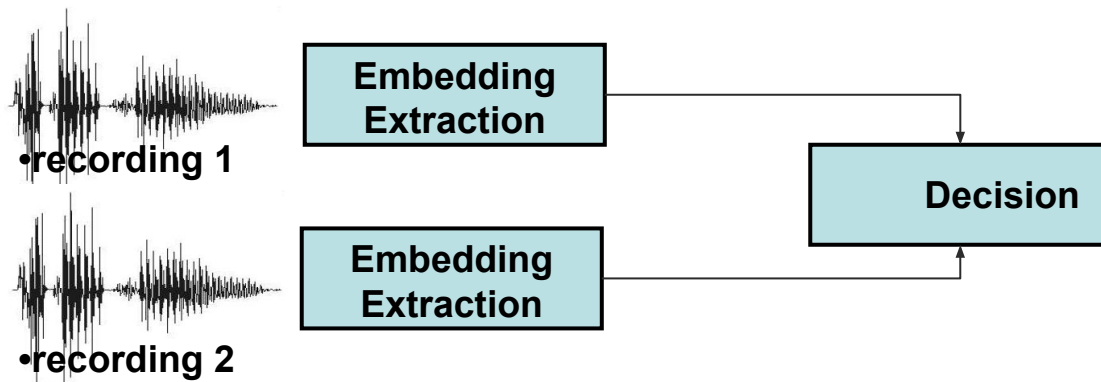 Embedding
Extraction
•recording 1
Decision
Embedding
Extraction
•recording 2